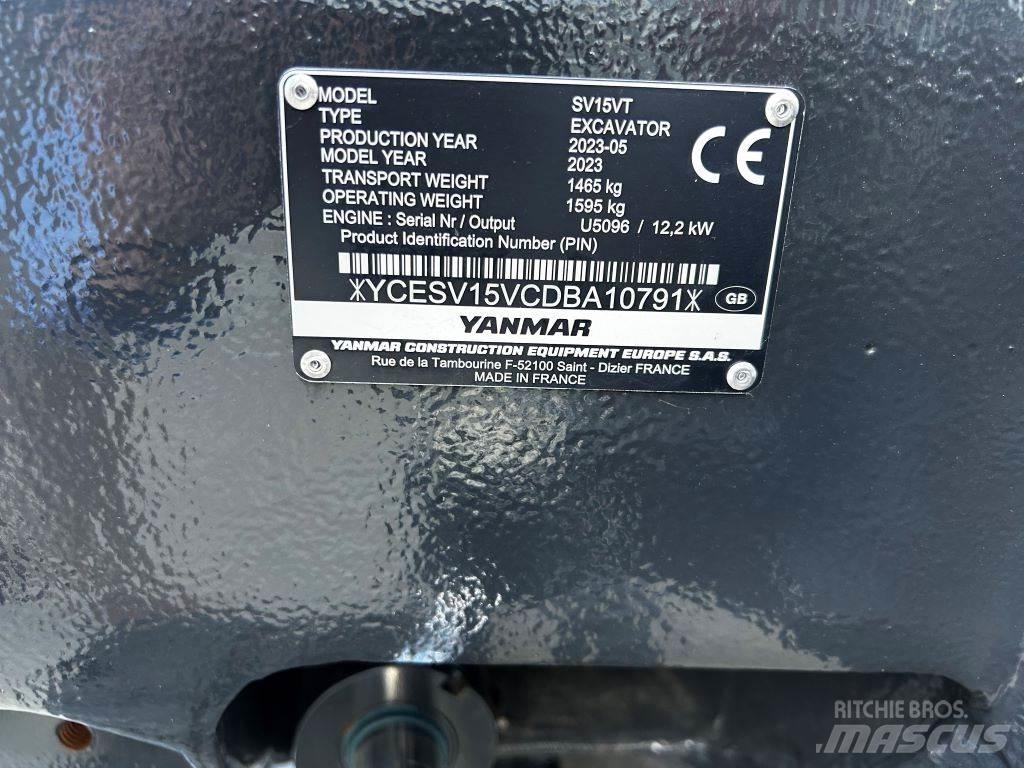 MODEL SV15VT
TYPE EXCAVATOR
PRODUCTION YEAR 2023-05
MODEL YEAR 2023
TRANSPORT WEIGHT 1465 kg
OPERATING WEIGHT 1595 kg
ENGINE : Serial Nr / Output U5096 / 12,2 kW
Product Identification Number (PIN)
CE
*YCESV15VCDBA10791*
GB
YANMAR
YANMAR CONSTRUCTION EQUIPMENT EUROPE S.A.S.
Rue de la Tambourine F-52100 Saint - Dizier FRANCE
MADE IN FRANCE
RITCHIE BROS.
MASCUS